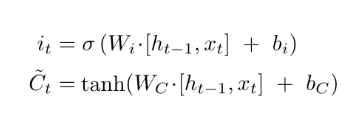 i_t = σ (W_i·[h_{t−1}, x_t] + b_i)
C̃_t = tanh(W_C·[h_{t−1}, x_t] + b_C)